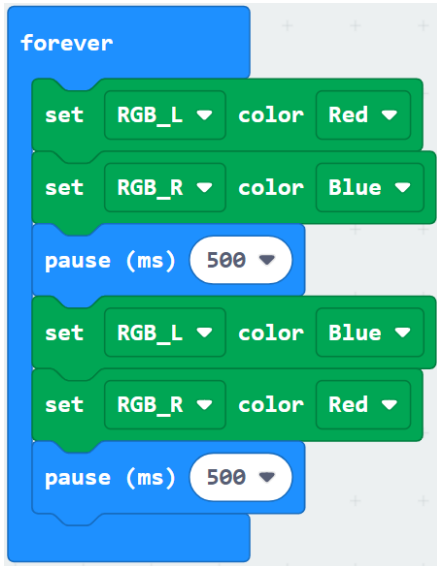 forever
set RGB_L color Red
set RGB_R color Blue
pause (ms) 500
set RGB_L color Blue
set RGB_R color Red
pause (ms) 500